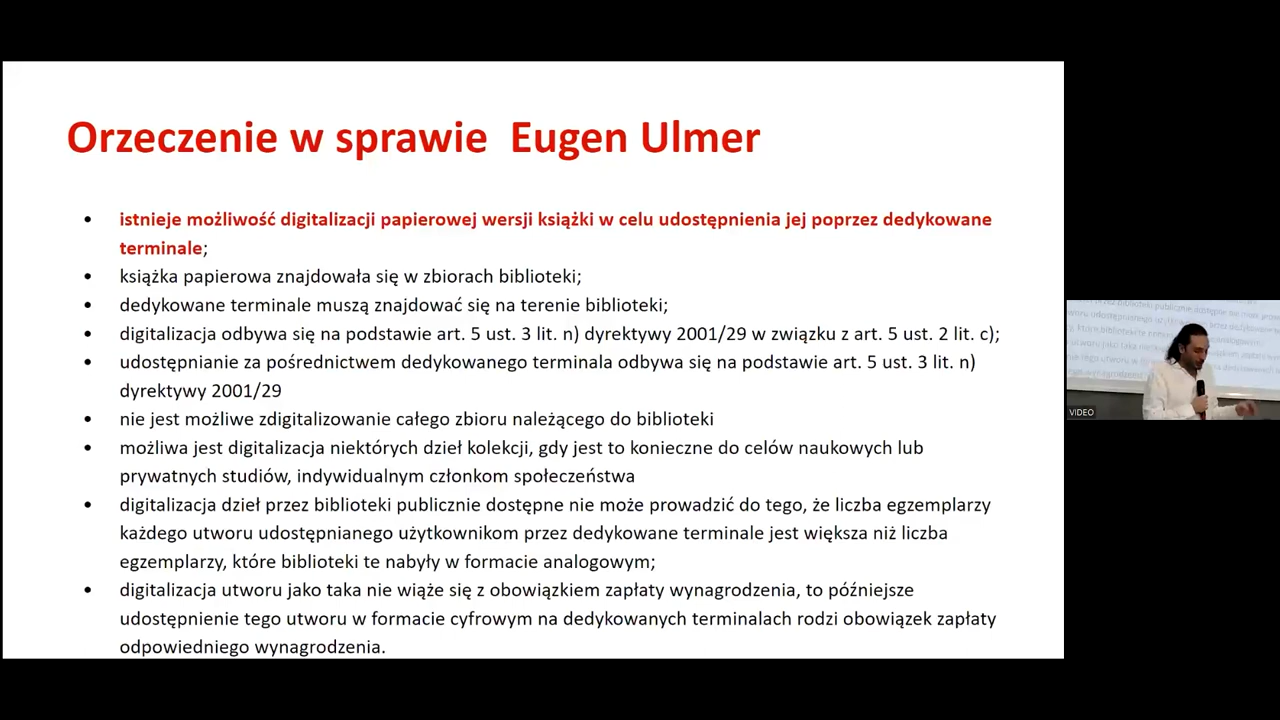 Orzeczenie w sprawie Eugen Ulmer
• istnieje możliwość digitalizacji papierowej wersji książki w celu udostępnienia jej poprzez dedykowane
terminale;
• książka papierowa znajdowała się w zbiorach biblioteki;
• dedykowane terminale muszą znajdować się na terenie biblioteki;
• digitalizacja odbywa się na podstawie art. 5 ust. 3 lit. n) dyrektywy 2001/29 w związku z art. 5 ust. 2 lit. c);
• udostępnianie za pośrednictwem dedykowanego terminala odbywa się na podstawie art. 5 ust. 3 lit. n)
dyrektywy 2001/29
• nie jest możliwe zdigitalizowanie całego zbioru należącego do biblioteki
• możliwa jest digitalizacja niektórych dzieł kolekcji, gdy jest to konieczne do celów naukowych lub
prywatnych studiów, indywidualnym członkom społeczeństwa
• digitalizacja dzieł przez biblioteki publicznie dostępne nie może prowadzić do tego, że liczba egzemplarzy
każdego utworu udostępnianego użytkownikom przez dedykowane terminale jest większa niż liczba
egzemplarzy, które biblioteki te nabyły w formacie analogowym;
• digitalizacja utworu jako taka nie wiąże się z obowiązkiem zapłaty wynagrodzenia, to późniejsze
udostępnienie tego utworu w formacie cyfrowym na dedykowanych terminalach rodzi obowiązek zapłaty
odpowiedniego wynagrodzenia.
VIDEO